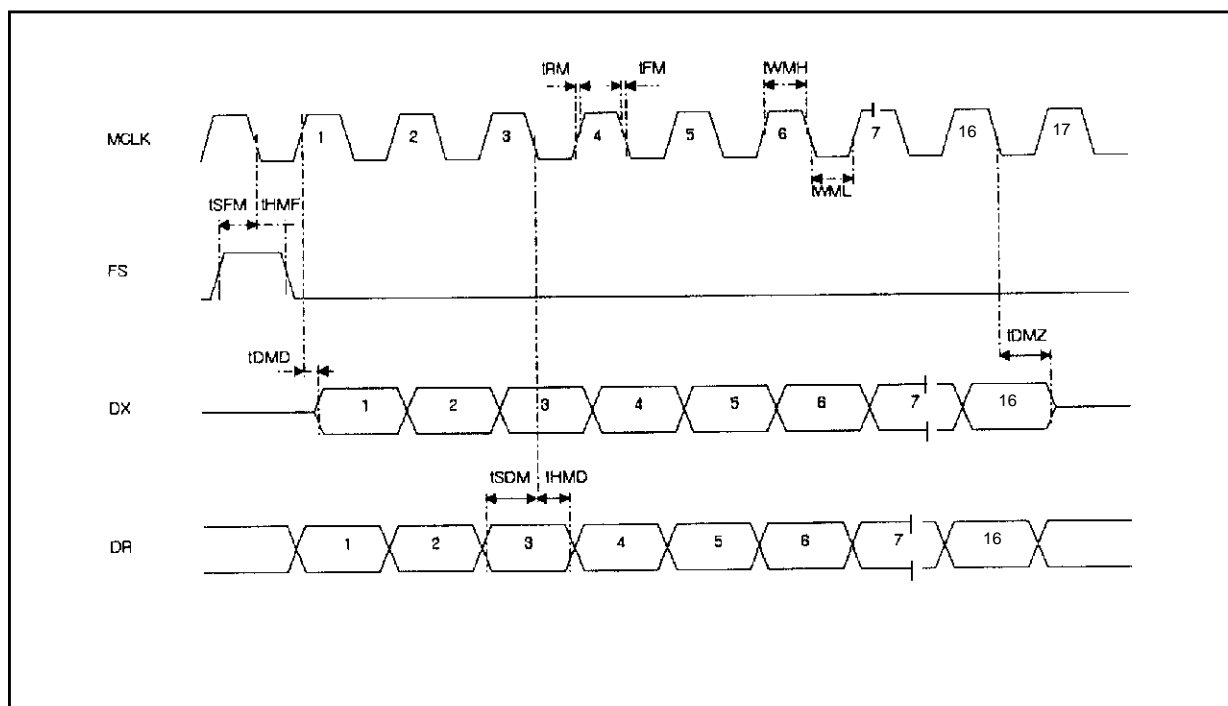 tRM tFM tWMH
MCLK 1 2 3 4 5 6 7 16 17
tWML
tSFM tHMF
FS
tDMZ
tDMD
DX 1 2 3 4 5 6 7 16
tSDM tHMD
DR 1 2 3 4 5 6 7 16